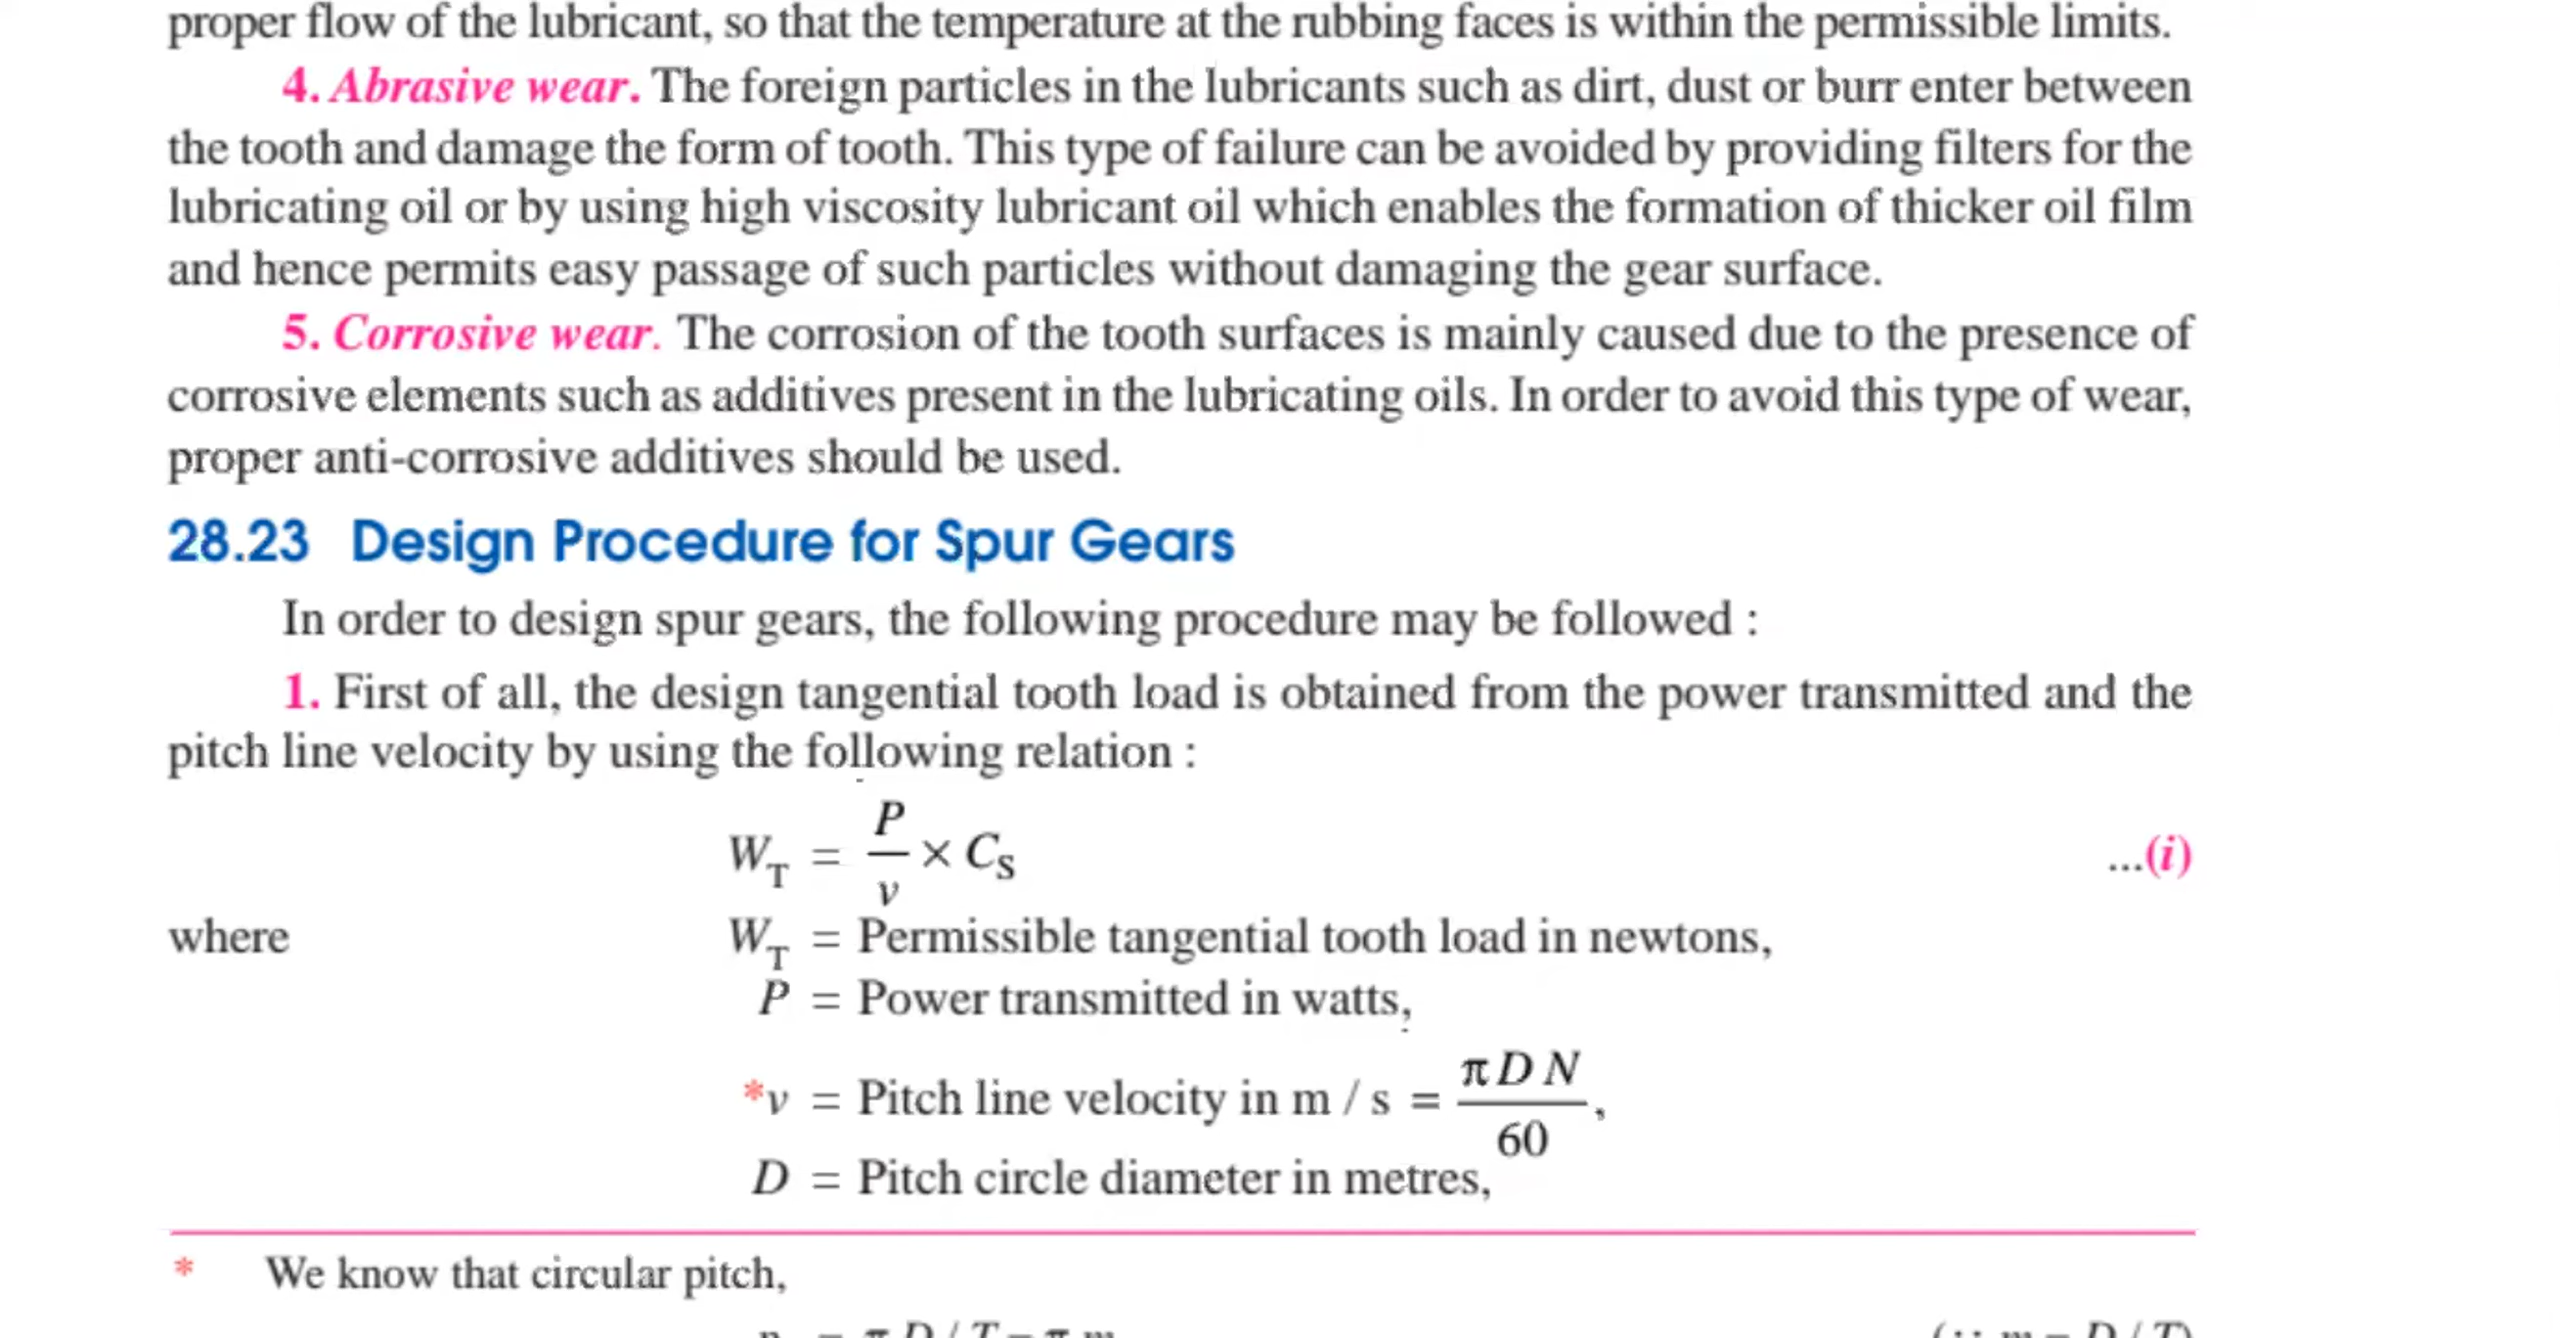 proper flow of the lubricant, so that the temperature at the rubbing faces is within the permissible limits.
4. Abrasive wear. The foreign particles in the lubricants such as dirt, dust or burr enter between
the tooth and damage the form of tooth. This type of failure can be avoided by providing filters for the
lubricating oil or by using high viscosity lubricant oil which enables the formation of thicker oil film
and hence permits easy passage of such particles without damaging the gear surface.
5. Corrosive wear. The corrosion of the tooth surfaces is mainly caused due to the presence of
corrosive elements such as additives present in the lubricating oils. In order to avoid this type of wear,
proper anti-corrosive additives should be used.
28.23 Design Procedure for Spur Gears
In order to design spur gears, the following procedure may be followed :
1. First of all, the design tangential tooth load is obtained from the power transmitted and the
pitch line velocity by using the following relation :
W_T = P/v × C_S ...(i)
where W_T = Permissible tangential tooth load in newtons,
P = Power transmitted in watts,
*v = Pitch line velocity in m / s = π D N / 60,
D = Pitch circle diameter in metres,
* We know that circular pitch,